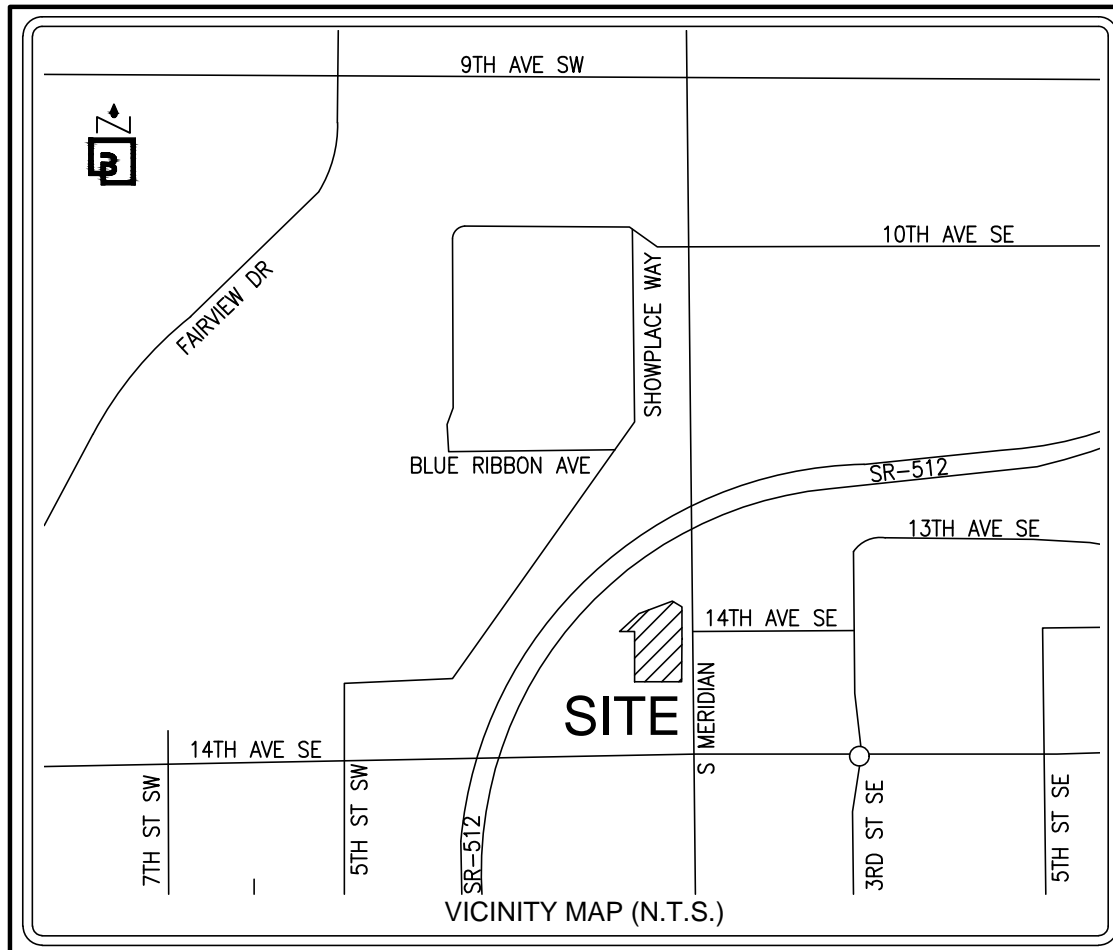 9TH AVE SW
N
10TH AVE SE
FAIRVIEW DR
SHOWPLACE WAY
BLUE RIBBON AVE
SR-512
13TH AVE SE
14TH AVE SE
SITE
S MERIDIAN
14TH AVE SE
7TH ST SW
5TH ST SW
SR-512
3RD ST SE
5TH ST SE
VICINITY MAP (N.T.S.)